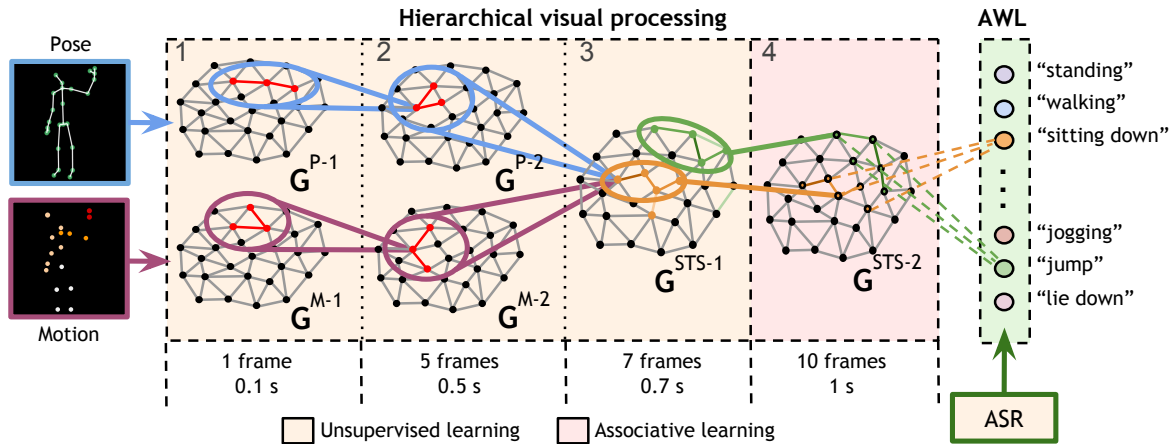 Hierarchical visual processing
AWL
Pose
Motion
1
2
3
4
G P-1
G P-2
G M-1
G M-2
G STS-1
G STS-2
“standing”
“walking”
“sitting down”
“jogging”
“jump”
“lie down”
1 frame
0.1 s
5 frames
0.5 s
7 frames
0.7 s
10 frames
1 s
ASR
Unsupervised learning
Associative learning